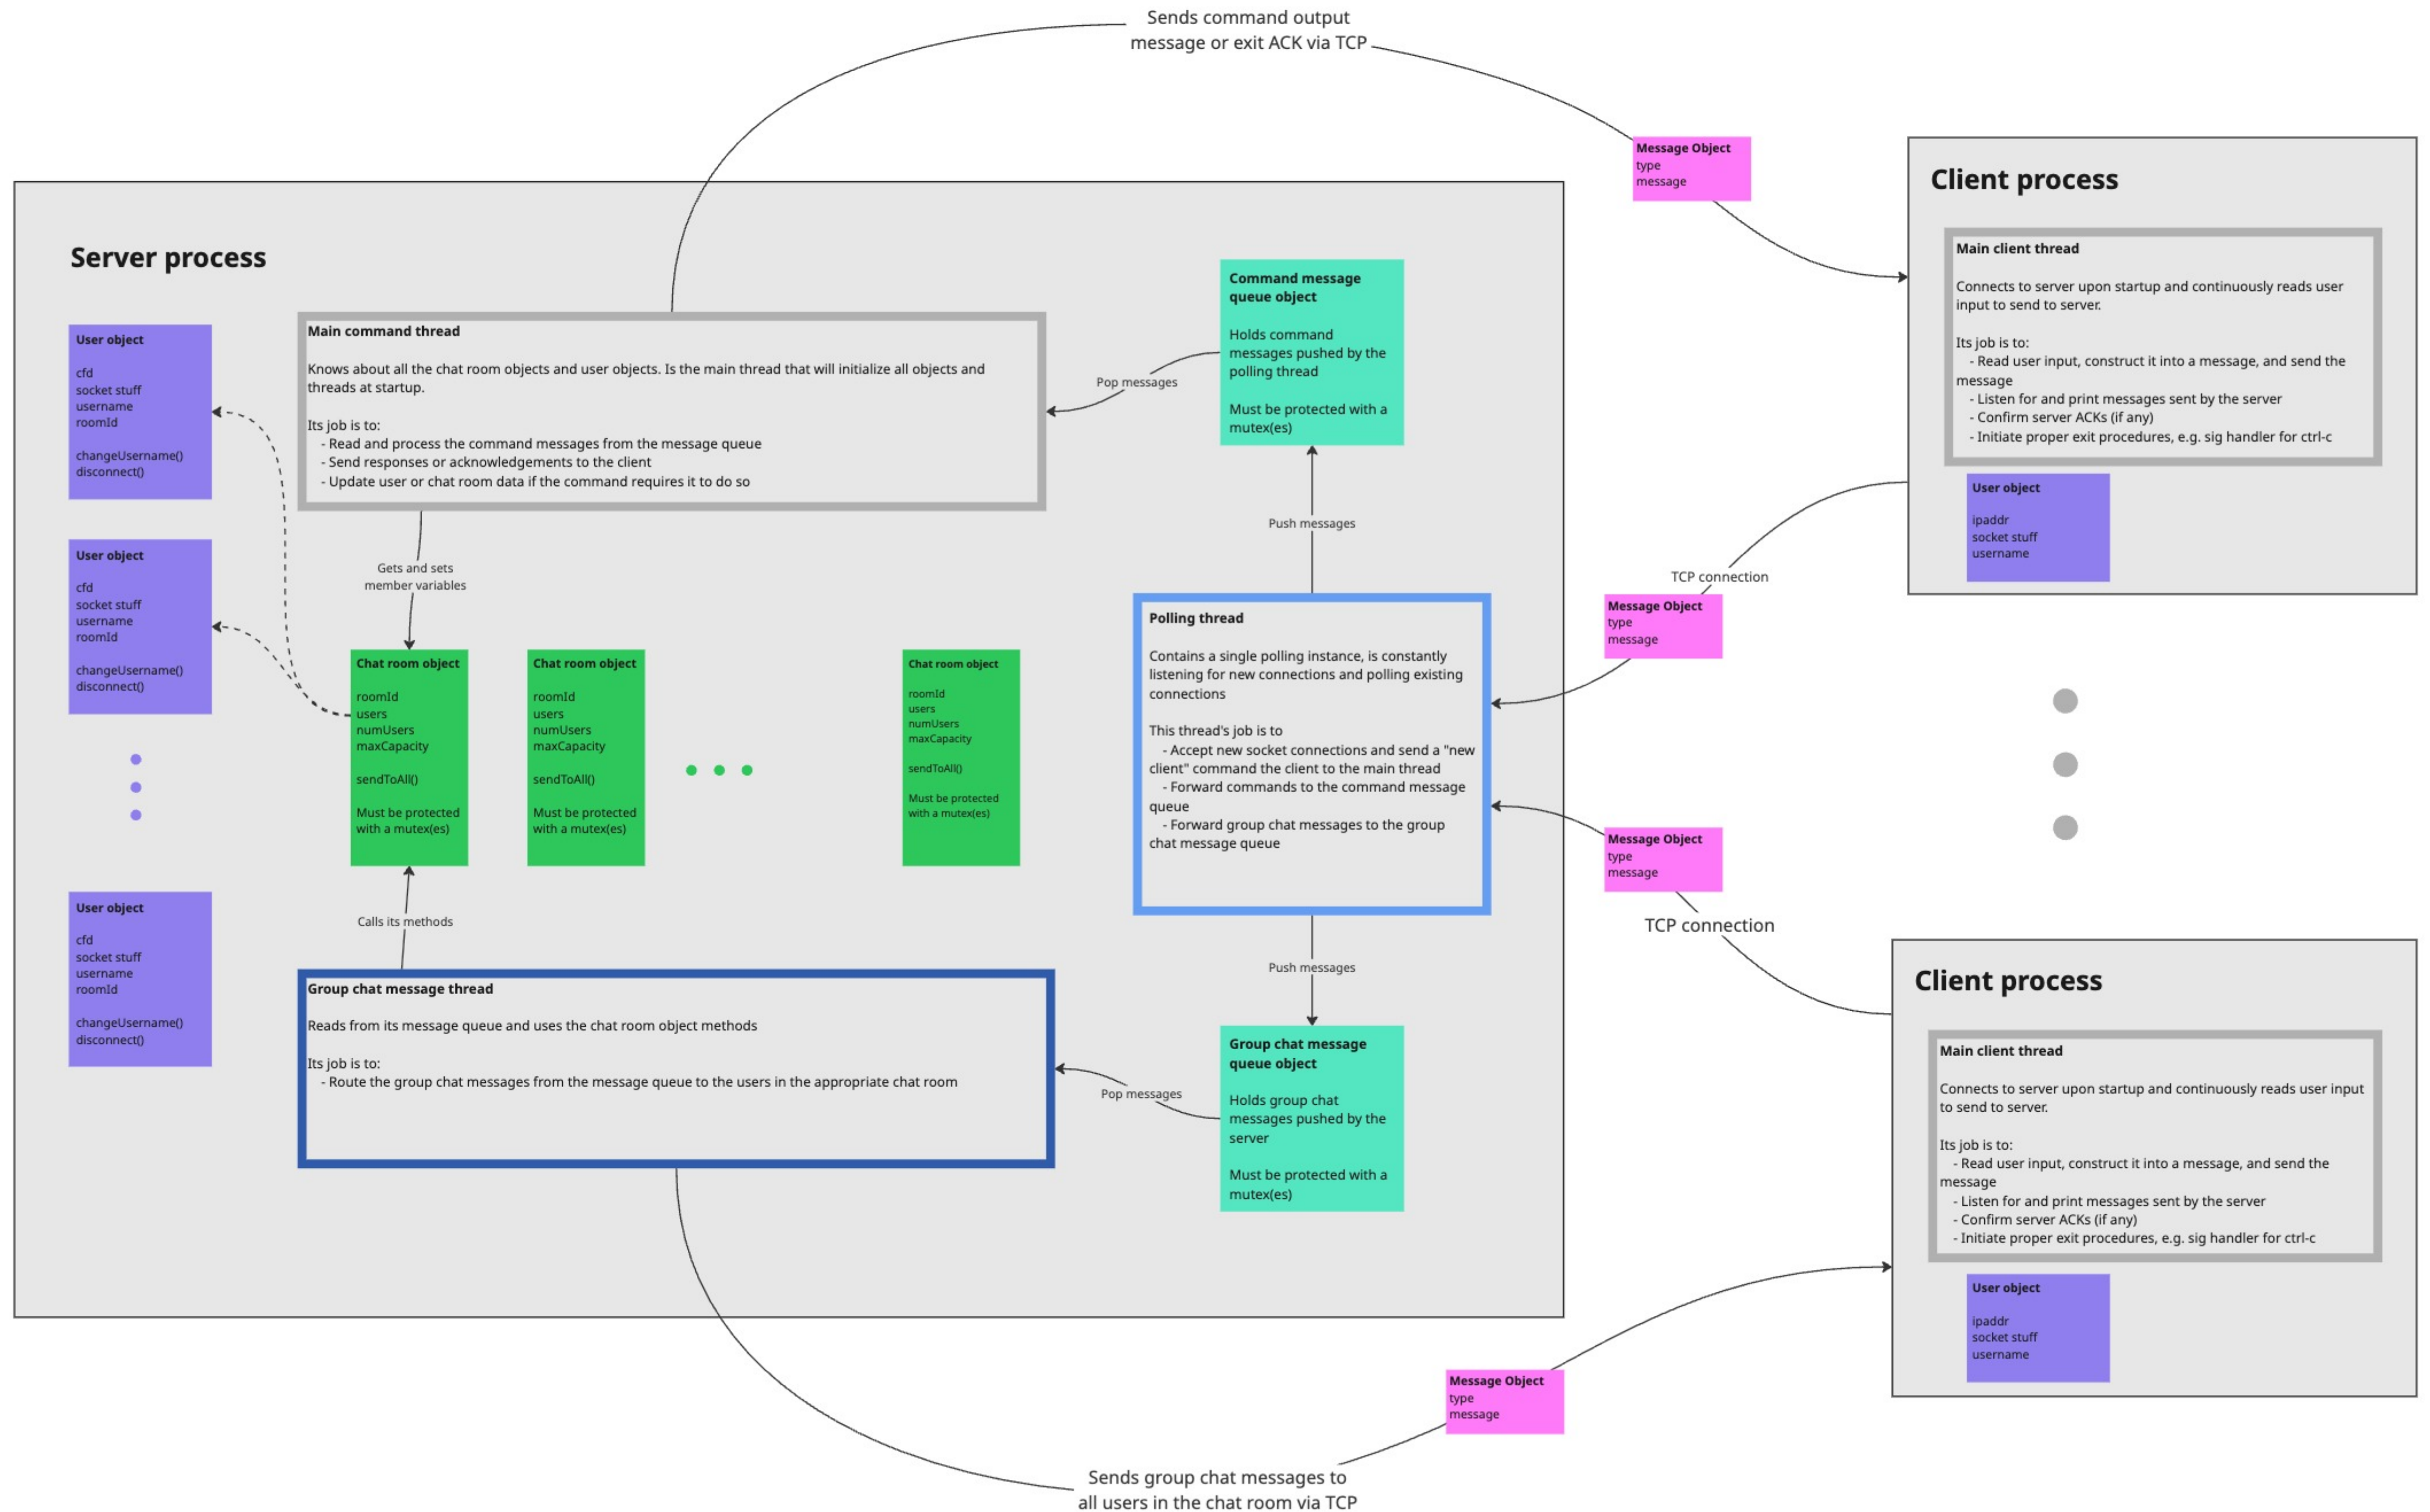 Sends command output
message or exit ACK via TCP
Message Object
type
message
Server process
User object
cfd
socket stuff
username
roomId
changeUsername()
disconnect()
User object
cfd
socket stuff
username
roomId
changeUsername()
disconnect()
User object
cfd
socket stuff
username
roomId
changeUsername()
disconnect()
Main command thread
Knows about all the chat room objects and user objects. Is the main thread that will initialize all objects and
threads at startup.
Its job is to:
- Read and process the command messages from the message queue
- Send responses or acknowledgements to the client
- Update user or chat room data if the command requires it to do so
Pop messages
Command message
queue object
Holds command
messages pushed by the
polling thread
Must be protected with a
mutex(es)
Push messages
Gets and sets
member variables
Chat room object
roomId
users
numUsers
maxCapacity
sendToAll()
Must be protected
with a mutex(es)
Chat room object
roomId
users
numUsers
maxCapacity
sendToAll()
Must be protected
with a mutex(es)
Chat room object
roomId
users
numUsers
maxCapacity
sendToAll()
Must be protected
with a mutex(es)
Polling thread
Contains a single polling instance, is constantly
listening for new connections and polling existing
connections
This thread's job is to
- Accept new socket connections and send a "new
client" command the client to the main thread
- Forward commands to the command message
queue
- Forward group chat messages to the group
chat message queue
Calls its methods
Push messages
Group chat message thread
Reads from its message queue and uses the chat room object methods
Its job is to:
- Route the group chat messages from the message queue to the users in the appropriate chat room
Pop messages
Group chat message
queue object
Holds group chat
messages pushed by the
server
Must be protected with a
mutex(es)
Client process
Main client thread
Connects to server upon startup and continuously reads user
input to send to server.
Its job is to:
- Read user input, construct it into a message, and send the
message
- Listen for and print messages sent by the server
- Confirm server ACKs (if any)
- Initiate proper exit procedures, e.g. sig handler for ctrl-c
User object
ipaddr
socket stuff
username
TCP connection
Message Object
type
message
Message Object
type
message
TCP connection
Client process
Main client thread
Connects to server upon startup and continuously reads user input
to send to server.
Its job is to:
- Read user input, construct it into a message, and send the
message
- Listen for and print messages sent by the server
- Confirm server ACKs (if any)
- Initiate proper exit procedures, e.g. sig handler for ctrl-c
User object
ipaddr
socket stuff
username
Message Object
type
message
Sends group chat messages to
all users in the chat room via TCP